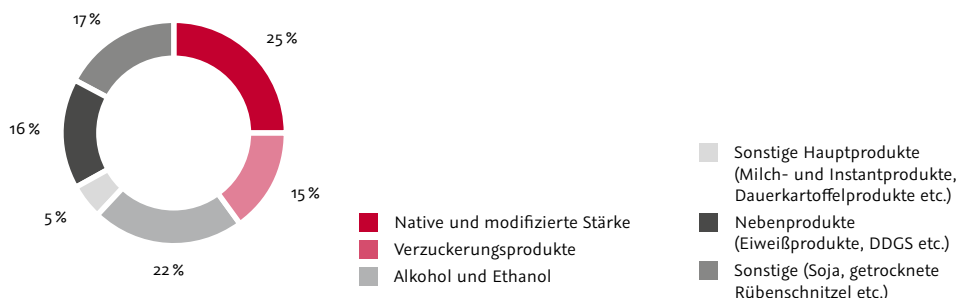 17 %
25 %
16 %
15 %
5 %
22 %
Native und modifizierte Stärke
Verzuckerungsprodukte
Alkohol und Ethanol
Sonstige Hauptprodukte
(Milch- und Instantprodukte,
Dauerkartoffelprodukte etc.)
Nebenprodukte
(Eiweißprodukte, DDGS etc.)
Sonstige (Soja, getrocknete
Rübenschnitzel etc.)